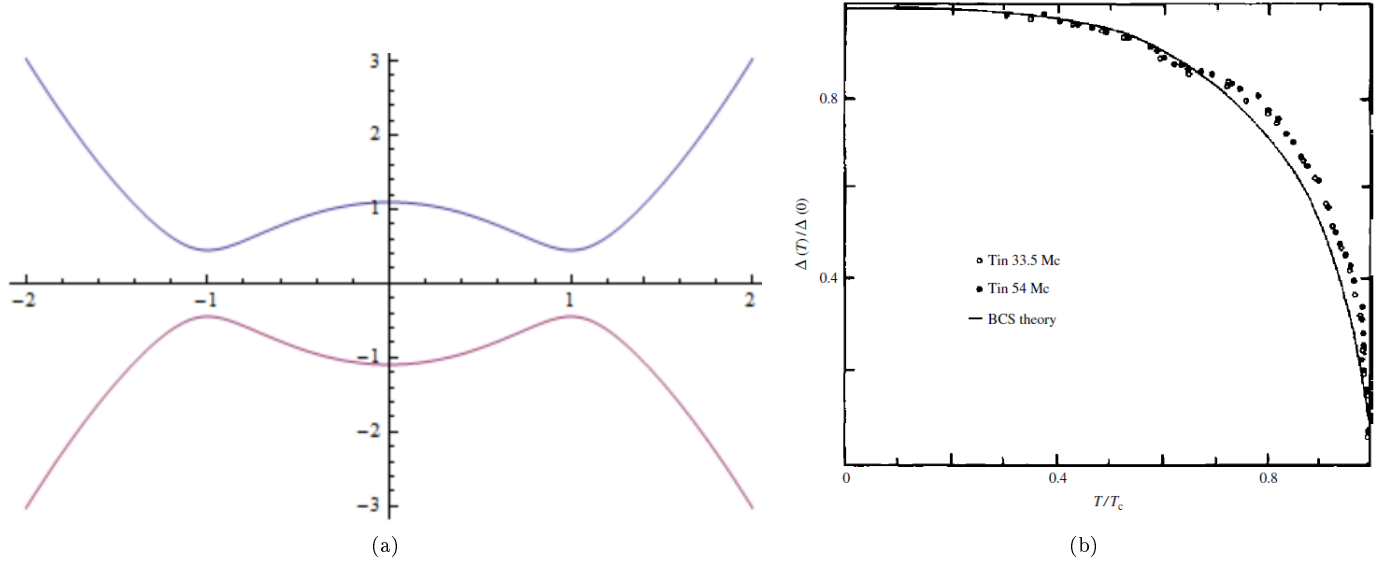 3
2
1
−2
−1
1
2
−1
−2
−3
(a)
Δ (T) / Δ (0)
0.8
0.4
Tin 33.5 Mc
Tin 54 Mc
BCS theory
0
0.4
0.8
T/Tc
(b)